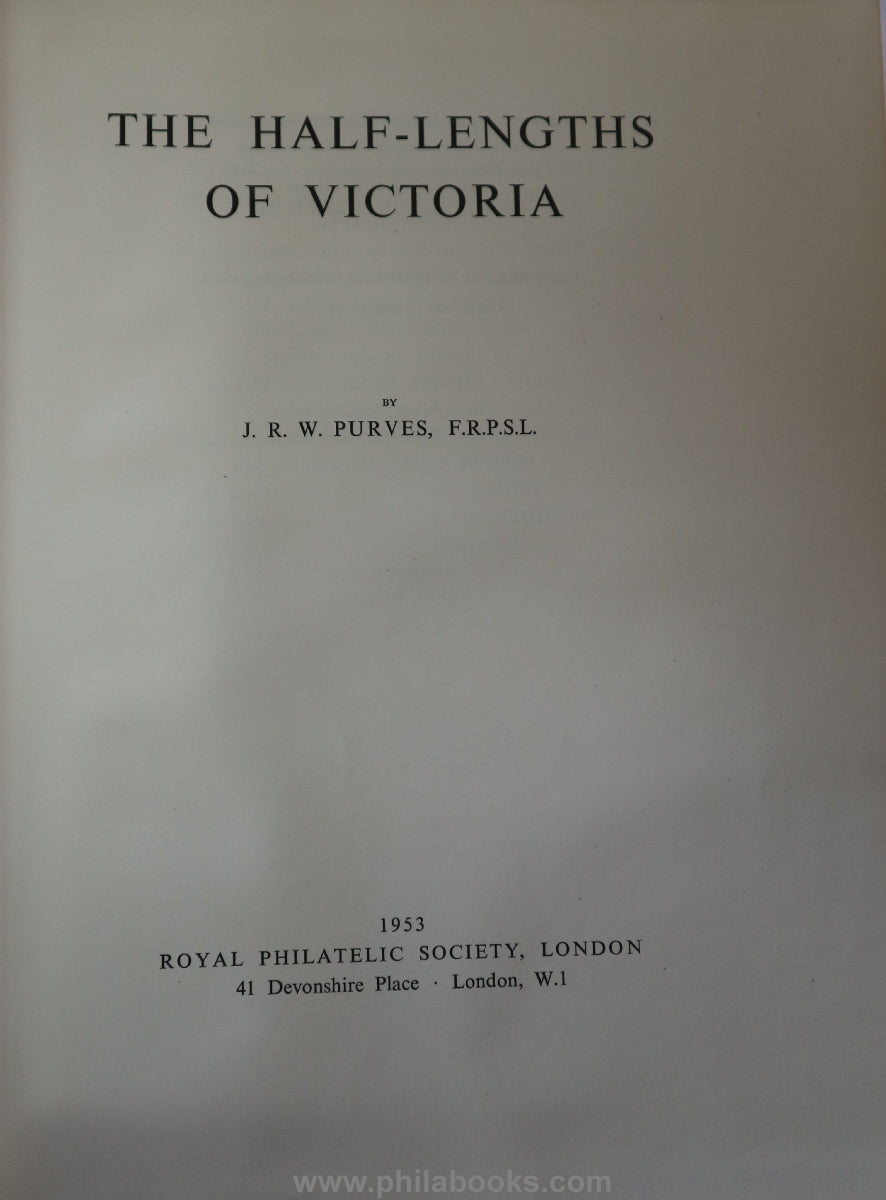 THE HALF-LENGTHS
OF VICTORIA
BY
J. R. W. PURVES, F.R.P.S.L.
1953
ROYAL PHILATELIC SOCIETY, LONDON
41 Devonshire Place · London, W.1
www.philabooks.com